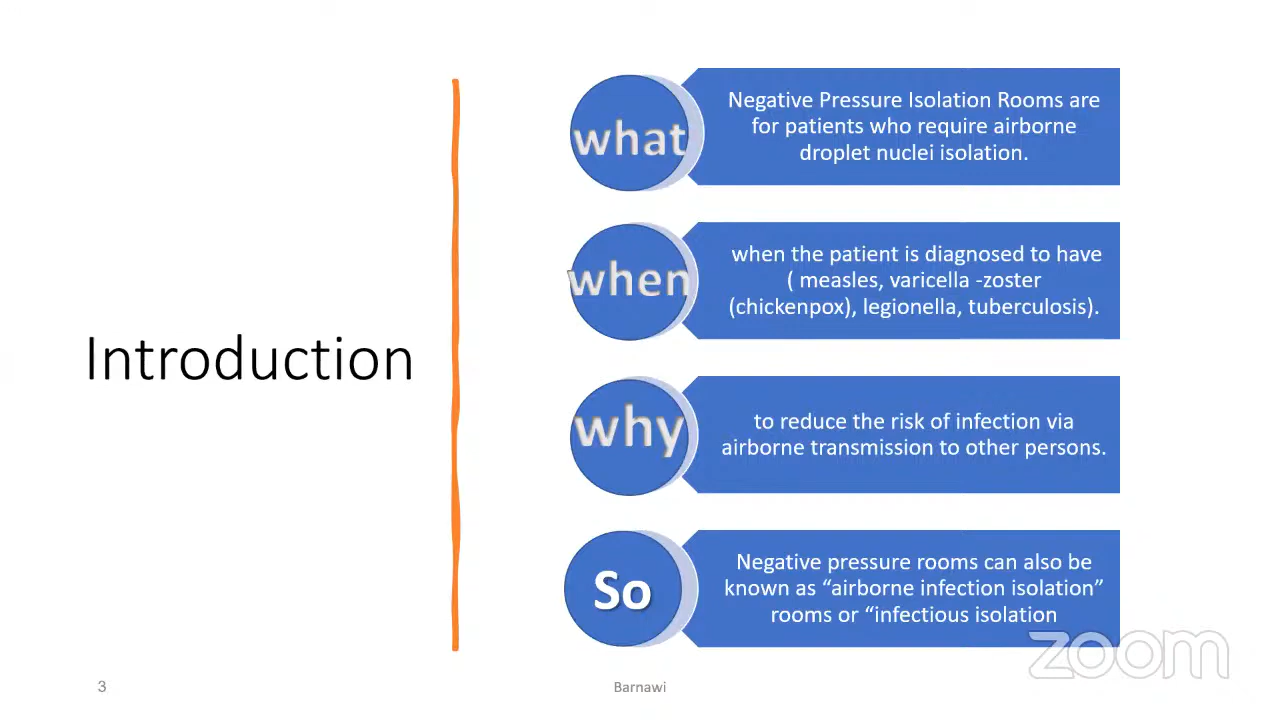 Introduction
what
Negative Pressure Isolation Rooms are
for patients who require airborne
droplet nuclei isolation.
when
when the patient is diagnosed to have
( measles, varicella -zoster
(chickenpox), legionella, tuberculosis).
why
to reduce the risk of infection via
airborne transmission to other persons.
So
Negative pressure rooms can also be
known as “airborne infection isolation”
rooms or “infectious isolation
zoom
3
Barnawi